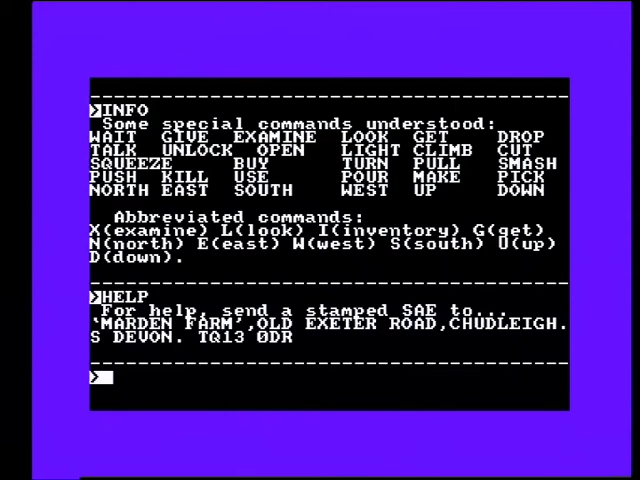 >INFO
Some special commands understood:
WAIT GIVE EXAMINE LOOK GET DROP
TALK UNLOCK OPEN LIGHT CLIMB CUT
SQUEEZE BUY TURN PULL SMASH
PUSH KILL USE POUR MAKE PICK
NORTH EAST SOUTH WEST UP DOWN
Abbreviated commands:
X(examine) L(look) I(inventory) G(get)
N(north) E(east) W(west) S(south) U(up)
D(down).
>HELP
For help, send a stamped SAE to...
'MARDEN FARM',OLD EXETER ROAD,CHUDLEIGH.
S DEVON. TQ13 0DR
>